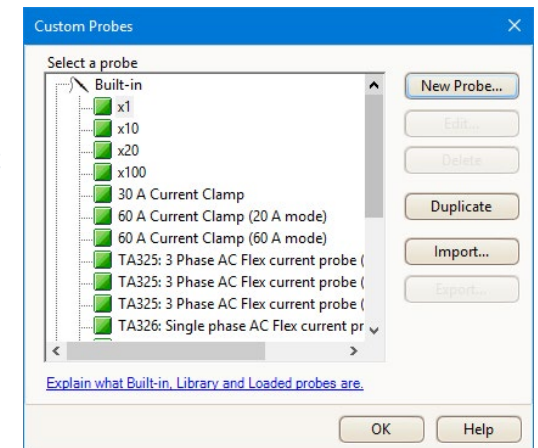 Custom Probes
Select a probe
Built-in
x1
x10
x20
x100
30 A Current Clamp
60 A Current Clamp (20 A mode)
60 A Current Clamp (60 A mode)
TA325: 3 Phase AC Flex current probe (
TA325: 3 Phase AC Flex current probe (
TA325: 3 Phase AC Flex current probe (
TA326: Single phase AC Flex current pr
New Probe...
Edit...
Delete
Duplicate
Import...
Export...
Explain what Built-in, Library and Loaded probes are.
OK
Help